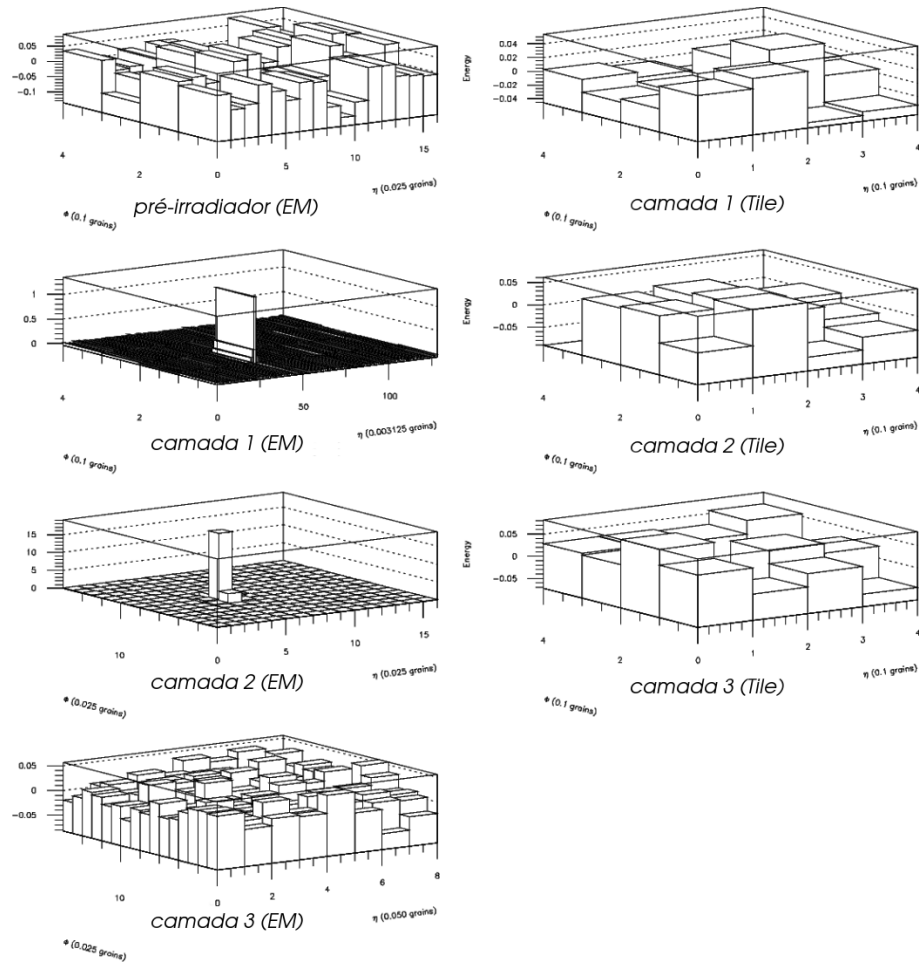 0.05
0
−0.05
−0.1
4
2
0
5
10
15
η (0.025 grains)
Φ (0.1 grains)
pré-irradiador (EM)
Energy
0.04
0.02
0
−0.02
−0.04
4
2
0
1
2
3
4
η (0.1 grains)
Φ (0.1 grains)
camada 1 (Tile)
1
0.5
0
4
2
0
50
100
η (0.003125 grains)
Φ (0.1 grains)
camada 1 (EM)
Energy
0.05
0
−0.05
4
2
0
1
2
3
4
η (0.1 grains)
Φ (0.1 grains)
camada 2 (Tile)
15
10
5
0
10
0
5
10
15
η (0.025 grains)
Φ (0.025 grains)
camada 2 (EM)
Energy
0.05
0
−0.05
4
2
0
1
2
3
4
η (0.1 grains)
Φ (0.1 grains)
camada 3 (Tile)
0.05
0
−0.05
10
0
2
4
6
8
η (0.050 grains)
Φ (0.025 grains)
camada 3 (EM)